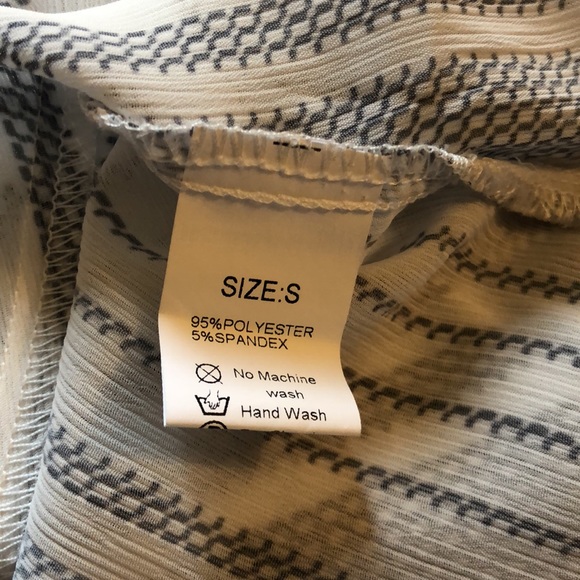 SIZE:S
95%POLYESTER
5%SPANDEX
No Machine
wash
Hand Wash